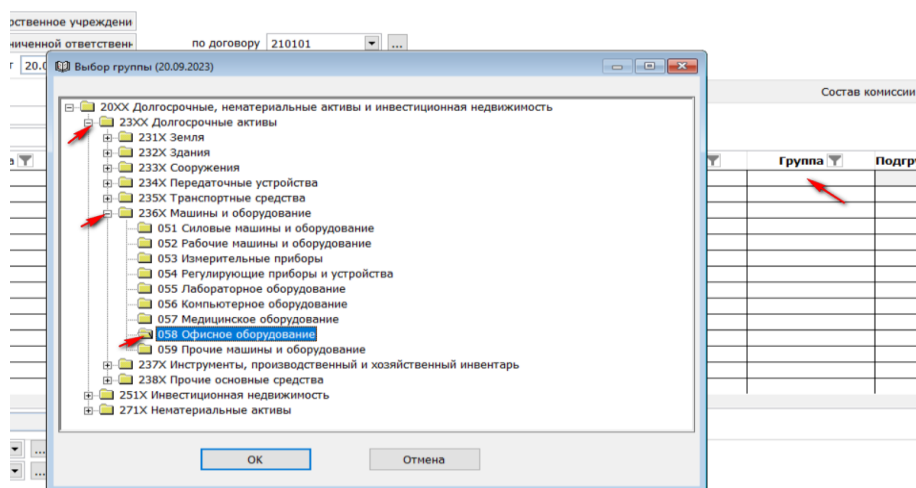 рственное учреждени
ниченной ответственн по договору 210101 ...
т 20.0
Выбор группы (20.09.2023)
Состав комиссии
20XX Долгосрочные, нематериальные активы и инвестиционная недвижимость
23XX Долгосрочные активы
231X Земля
232X Здания
Группа Подгр
233X Сооружения
234X Передаточные устройства
235X Транспортные средства
236X Машины и оборудование
051 Силовые машины и оборудование
052 Рабочие машины и оборудование
053 Измерительные приборы
054 Регулирующие приборы и устройства
055 Лабораторное оборудование
056 Компьютерное оборудование
057 Медицинское оборудование
058 Офисное оборудование
059 Прочие машины и оборудование
237X Инструменты, производственный и хозяйственный инвентарь
238X Прочие основные средства
251X Инвестиционная недвижимость
271X Нематериальные активы
ОК Отмена